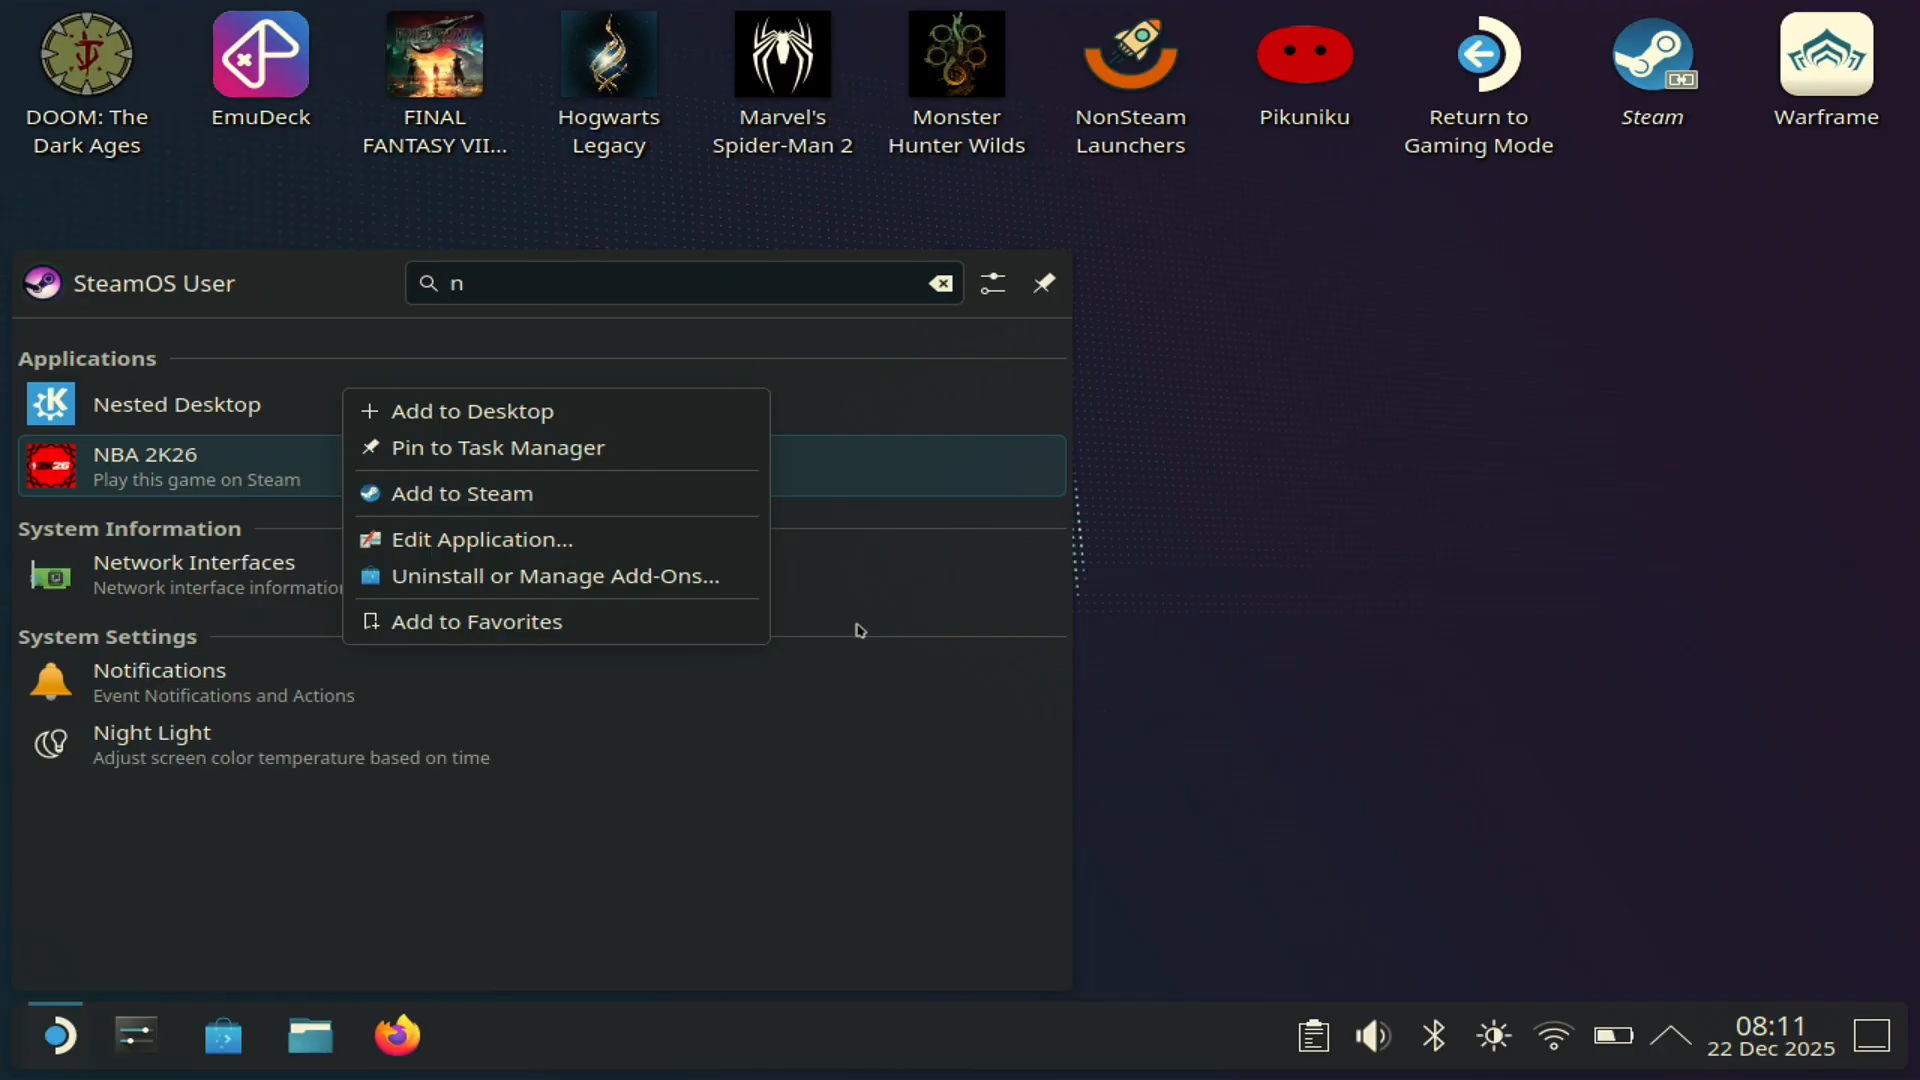 DOOM: The
Dark Ages
EmuDeck
FINAL
FANTASY VII...
Hogwarts
Legacy
Marvel's
Spider-Man 2
Monster
Hunter Wilds
NonSteam
Launchers
Pikuniku
Return to
Gaming Mode
Steam
Warframe
SteamOS User
n
Applications
Nested Desktop
NBA 2K26
Play this game on Steam
System Information
Network Interfaces
Network interface information
System Settings
Notifications
Event Notifications and Actions
Night Light
Adjust screen color temperature based on time
Add to Desktop
Pin to Task Manager
Add to Steam
Edit Application...
Uninstall or Manage Add-Ons...
Add to Favorites
08:11
22 Dec 2025